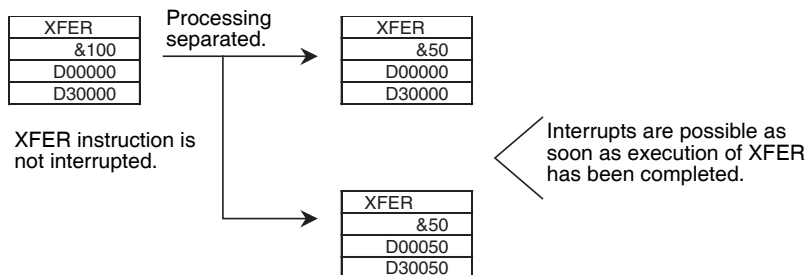 XFER
&100
D00000
D30000
XFER instruction is
not interrupted.
Processing
separated.
XFER
&50
D00000
D30000
XFER
&50
D00050
D30050
Interrupts are possible as
soon as execution of XFER
has been completed.